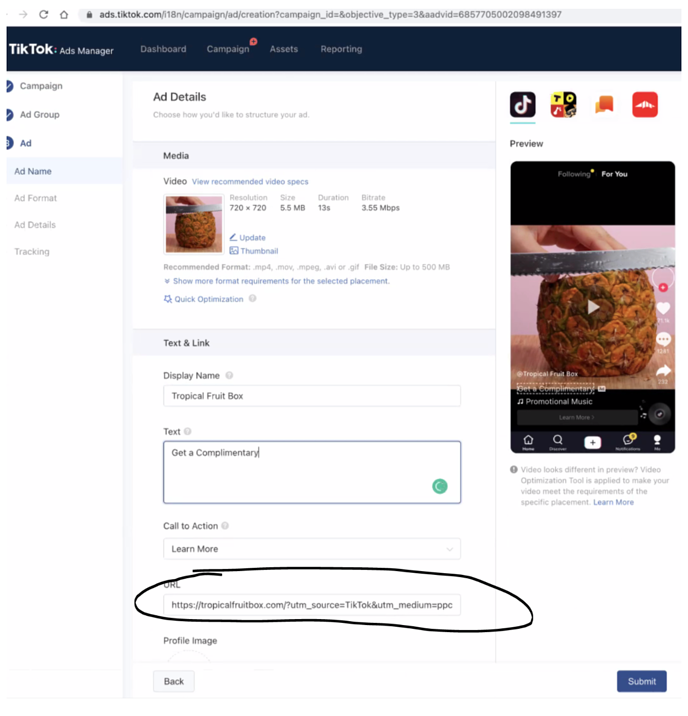 ads.tiktok.com/i18n/campaign/ad/creation?campaign_id=&objective_type=3&aadvid=6857705002098491397
TikTok: Ads Manager
Dashboard
Campaign
Assets
Reporting
Campaign
Ad Group
3 Ad
Ad Name
Ad Format
Ad Details
Tracking
Ad Details
Choose how you'd like to structure your ad.
Media
Video View recommended video specs
Resolution Size Duration Bitrate
720 × 720 5.5 MB 13s 3.55 Mbps
Update
Thumbnail
Recommended Format: .mp4, .mov, .mpeg, .avi or .gif File Size: Up to 500 MB
Show more format requirements for the selected placement.
Quick Optimization
Text & Link
Display Name
Tropical Fruit Box
Text
Get a Complimentary
Call to Action
Learn More
URL
https://tropicalfruitbox.com/?utm_source=TikTok&utm_medium=ppc
Profile Image
Back
Submit
TO
Preview
Following For You
1341
@Tropical Fruit Box
Get a Complimentary Ad
Promotional Music
Learn More
Home Discover Notifications Me
Video looks different in preview? Video
Optimization Tool is applied to make your
video meet the requirements of the
specific placement. Learn More